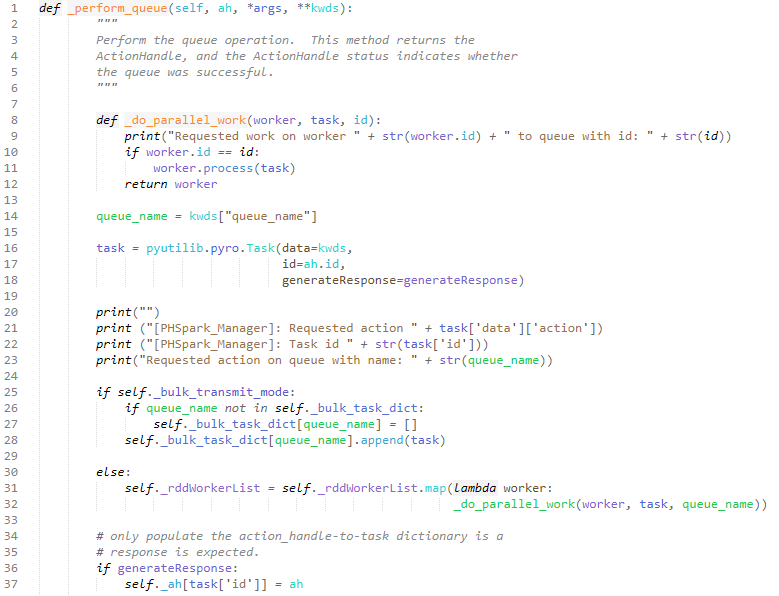 1 def _perform_queue(self, ah, *args, **kwds):
2 """
3 Perform the queue operation.  This method returns the
4 ActionHandle, and the ActionHandle status indicates whether
5 the queue was successful.
6 """
7
8 def _do_parallel_work(worker, task, id):
9 print("Requested work on worker " + str(worker.id) + " to queue with id: " + str(id))
10 if worker.id == id:
11 worker.process(task)
12 return worker
13
14 queue_name = kwds["queue_name"]
15
16 task = pyutilib.pyro.Task(data=kwds,
17 id=ah.id,
18 generateResponse=generateResponse)
19
20 print("")
21 print ("[PHSpark_Manager]: Requested action " + task['data']['action'])
22 print ("[PHSpark_Manager]: Task id " + str(task['id']))
23 print("Requested action on queue with name: " + str(queue_name))
24
25 if self._bulk_transmit_mode:
26 if queue_name not in self._bulk_task_dict:
27 self._bulk_task_dict[queue_name] = []
28 self._bulk_task_dict[queue_name].append(task)
29
30 else:
31 self._rddWorkerList = self._rddWorkerList.map(lambda worker:
32 _do_parallel_work(worker, task, queue_name))
33
34 # only populate the action_handle-to-task dictionary is a
35 # response is expected.
36 if generateResponse:
37 self._ah[task['id']] = ah